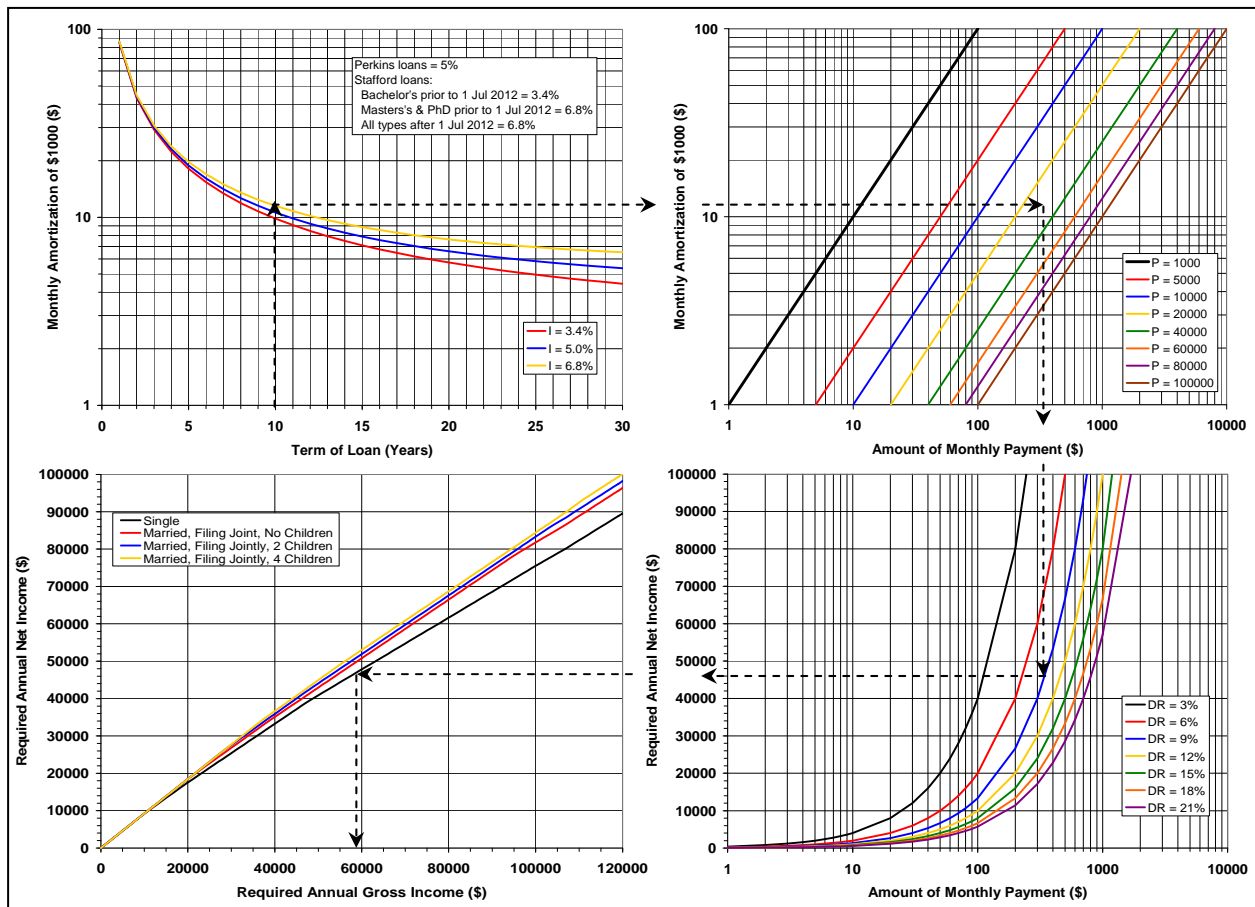 100
10
1
Monthly Amortization of $1000 ($)
Perkins loans = 5%
Stafford loans:
Bachelor's prior to 1 Jul 2012 = 3.4%
Masters's & PhD prior to 1 Jul 2012 = 6.8%
All types after 1 Jul 2012 = 6.8%
I = 3.4%
I = 5.0%
I = 6.8%
0 5 10 15 20 25 30
Term of Loan (Years)
100
10
1
Monthly Amortization of $1000 ($)
P = 1000
P = 5000
P = 10000
P = 20000
P = 40000
P = 60000
P = 80000
P = 100000
1 10 100 1000 10000
Amount of Monthly Payment ($)
100000
90000
80000
70000
60000
50000
40000
30000
20000
10000
0
Required Annual Net Income ($)
Single
Married, Filing Joint, No Children
Married, Filing Jointly, 2 Children
Married, Filing Jointly, 4 Children
0 20000 40000 60000 80000 100000 120000
Required Annual Gross Income ($)
100000
90000
80000
70000
60000
50000
40000
30000
20000
10000
0
Required Annual Net Income ($)
DR = 3%
DR = 6%
DR = 9%
DR = 12%
DR = 15%
DR = 18%
DR = 21%
1 10 100 1000 10000
Amount of Monthly Payment ($)